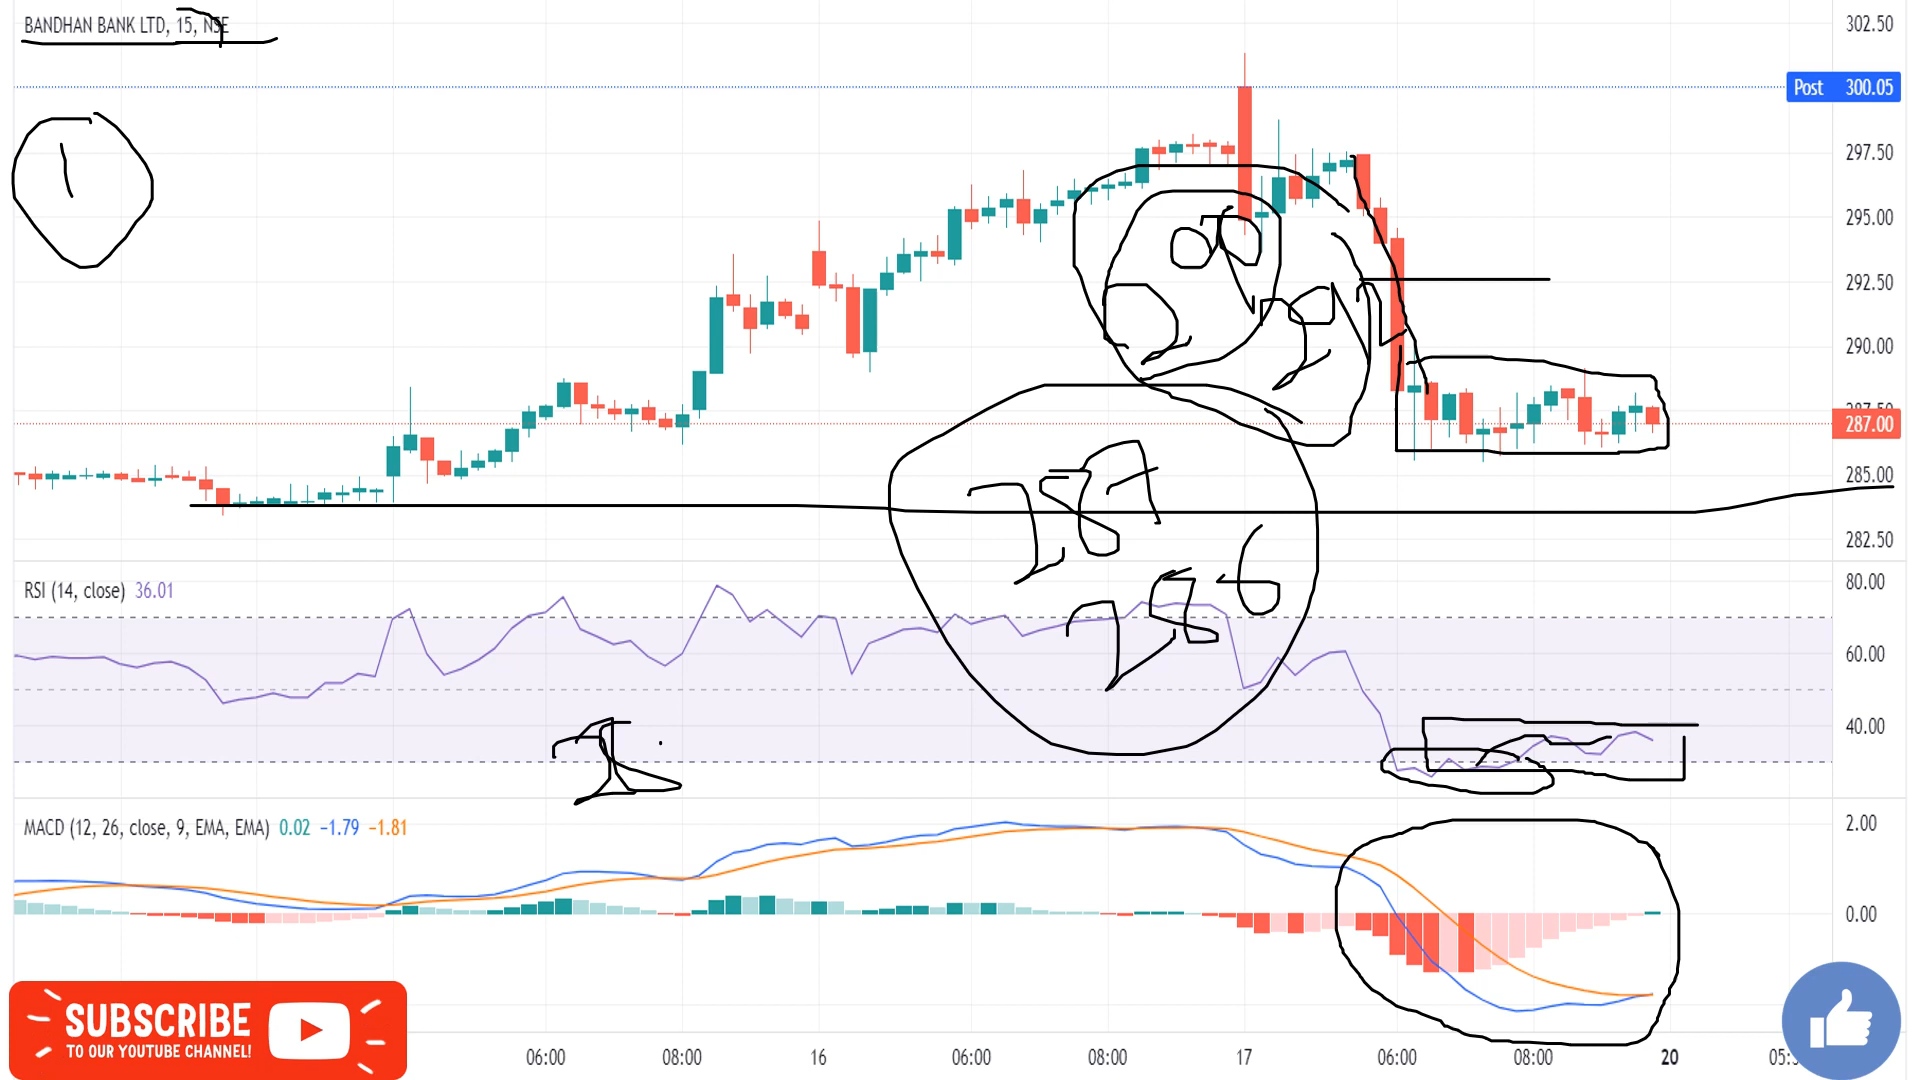 BANDHAN BANK LTD, 15, NSE
302.50
Post 300.05
297.50
295.00
292.50
290.00
287.00
285.00
282.50
RSI (14, close) 36.01
80.00
60.00
40.00
MACD (12, 26, close, 9, EMA, EMA) 0.02 −1.79 −1.81
2.00
0.00
SUBSCRIBE
TO OUR YOUTUBE CHANNEL!
06:00 08:00 16 06:00 08:00 17 06:00 08:00 20